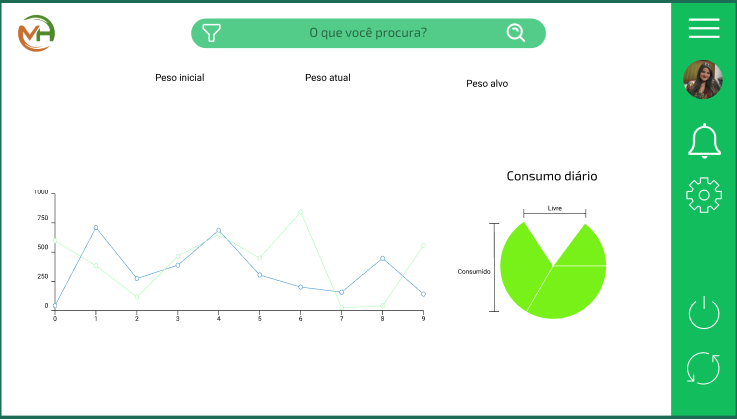 MH
O que você procura?
Peso inicial
Peso atual
Peso alvo
Consumo diário
Livre
Consumido
1000
750
500
250
0
0 1 2 3 4 5 6 7 8 9